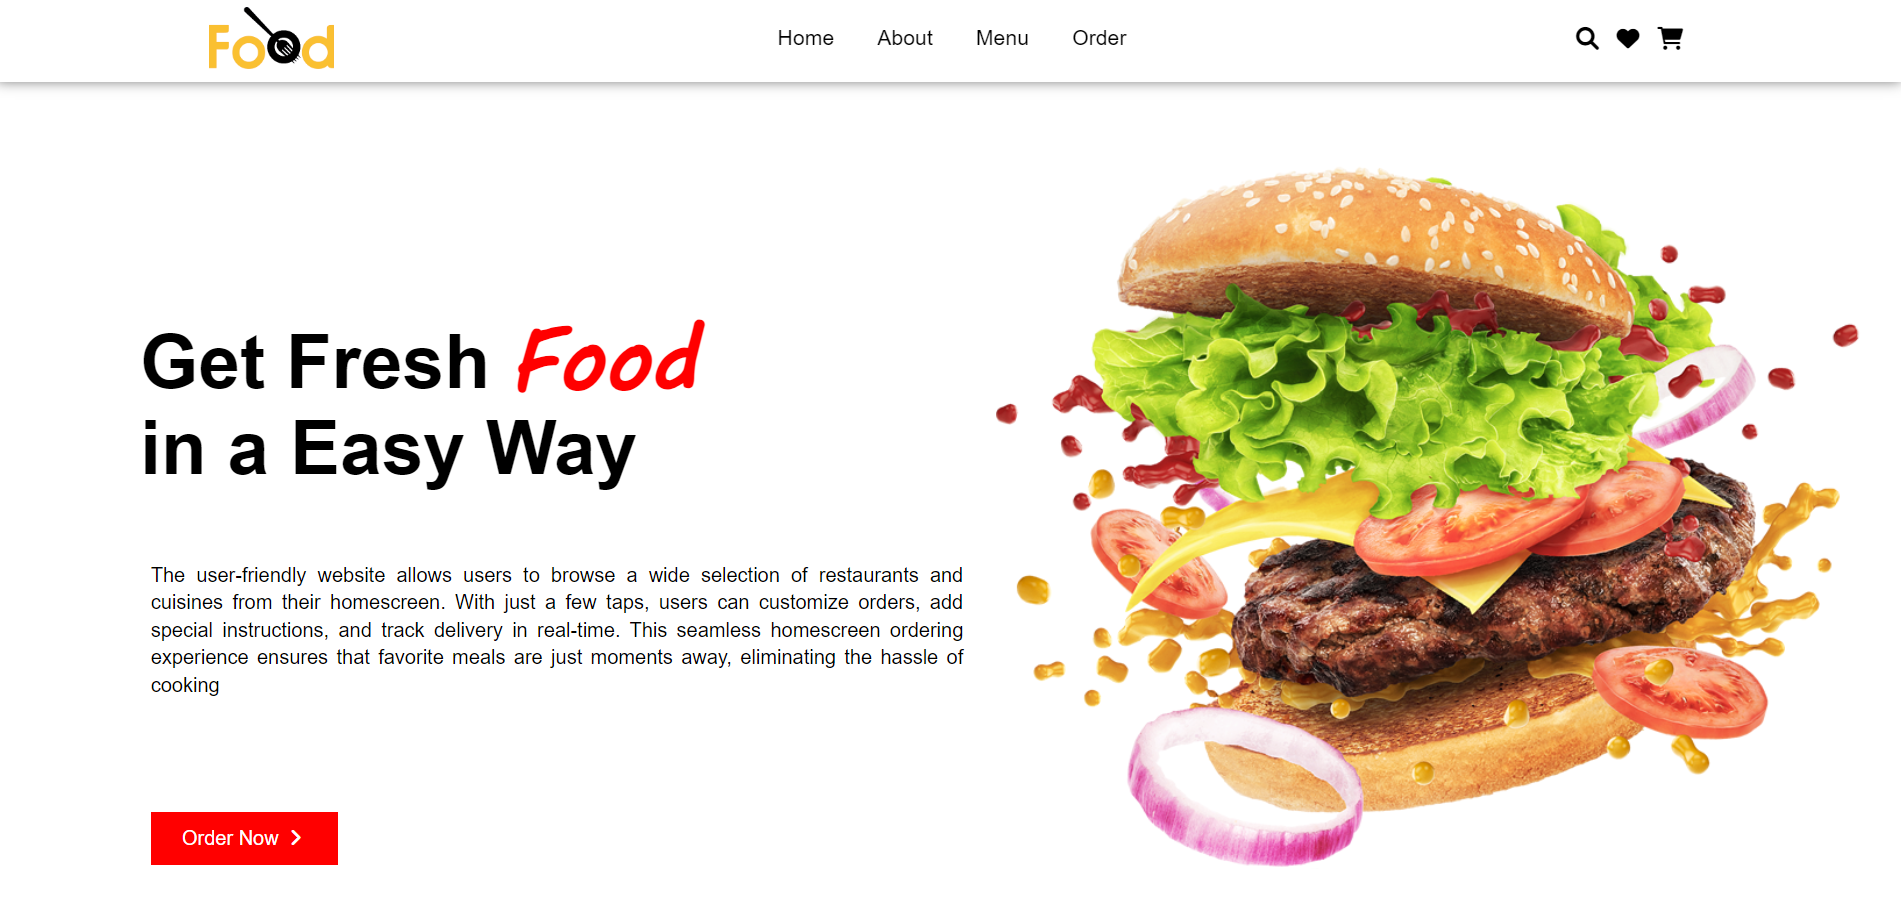 Food
Home
About
Menu
Order
Get Fresh Food
in a Easy Way
The user-friendly website allows users to browse a wide selection of restaurants and
cuisines from their homescreen. With just a few taps, users can customize orders, add
special instructions, and track delivery in real-time. This seamless homescreen ordering
experience ensures that favorite meals are just moments away, eliminating the hassle of
cooking
Order Now